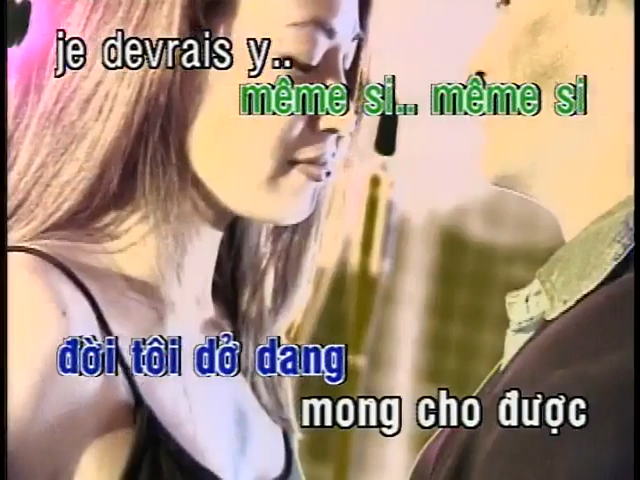 je devrais y..
même si.. même si
đời tôi dở dang
mong cho được